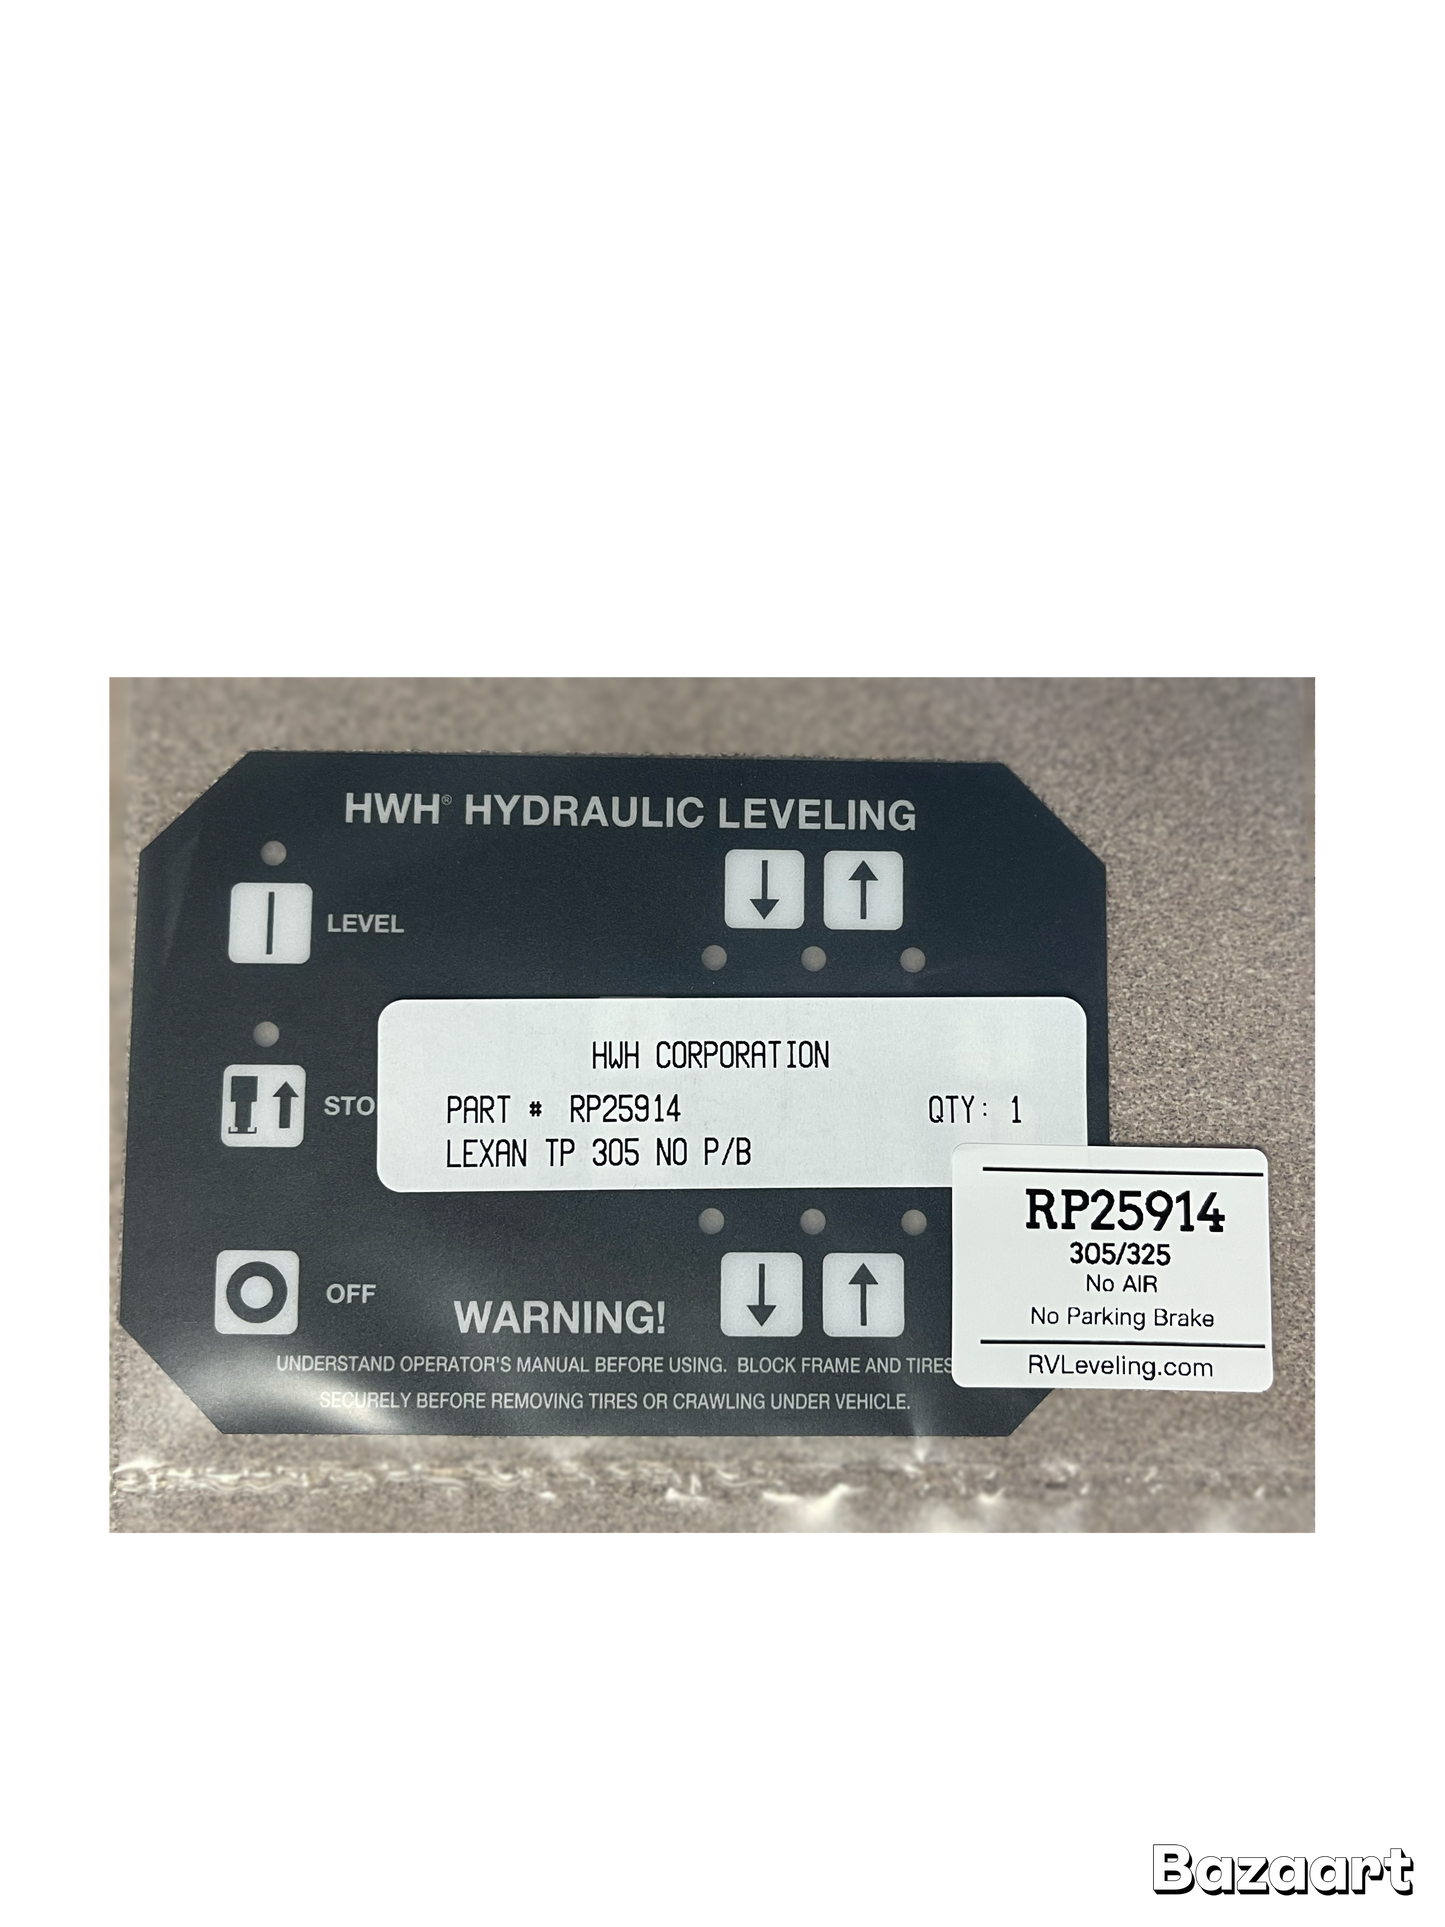 HWH® HYDRAULIC LEVELING
LEVEL
STO
HWH CORPORATION
PART # RP25914 QTY: 1
LEXAN TP 305 NO P/B
OFF
WARNING!
UNDERSTAND OPERATOR'S MANUAL BEFORE USING. BLOCK FRAME AND TIRES
SECURELY BEFORE REMOVING TIRES OR CRAWLING UNDER VEHICLE.
RP25914
305/325
No AIR
No Parking Brake
RVLeveling.com
Bazaart